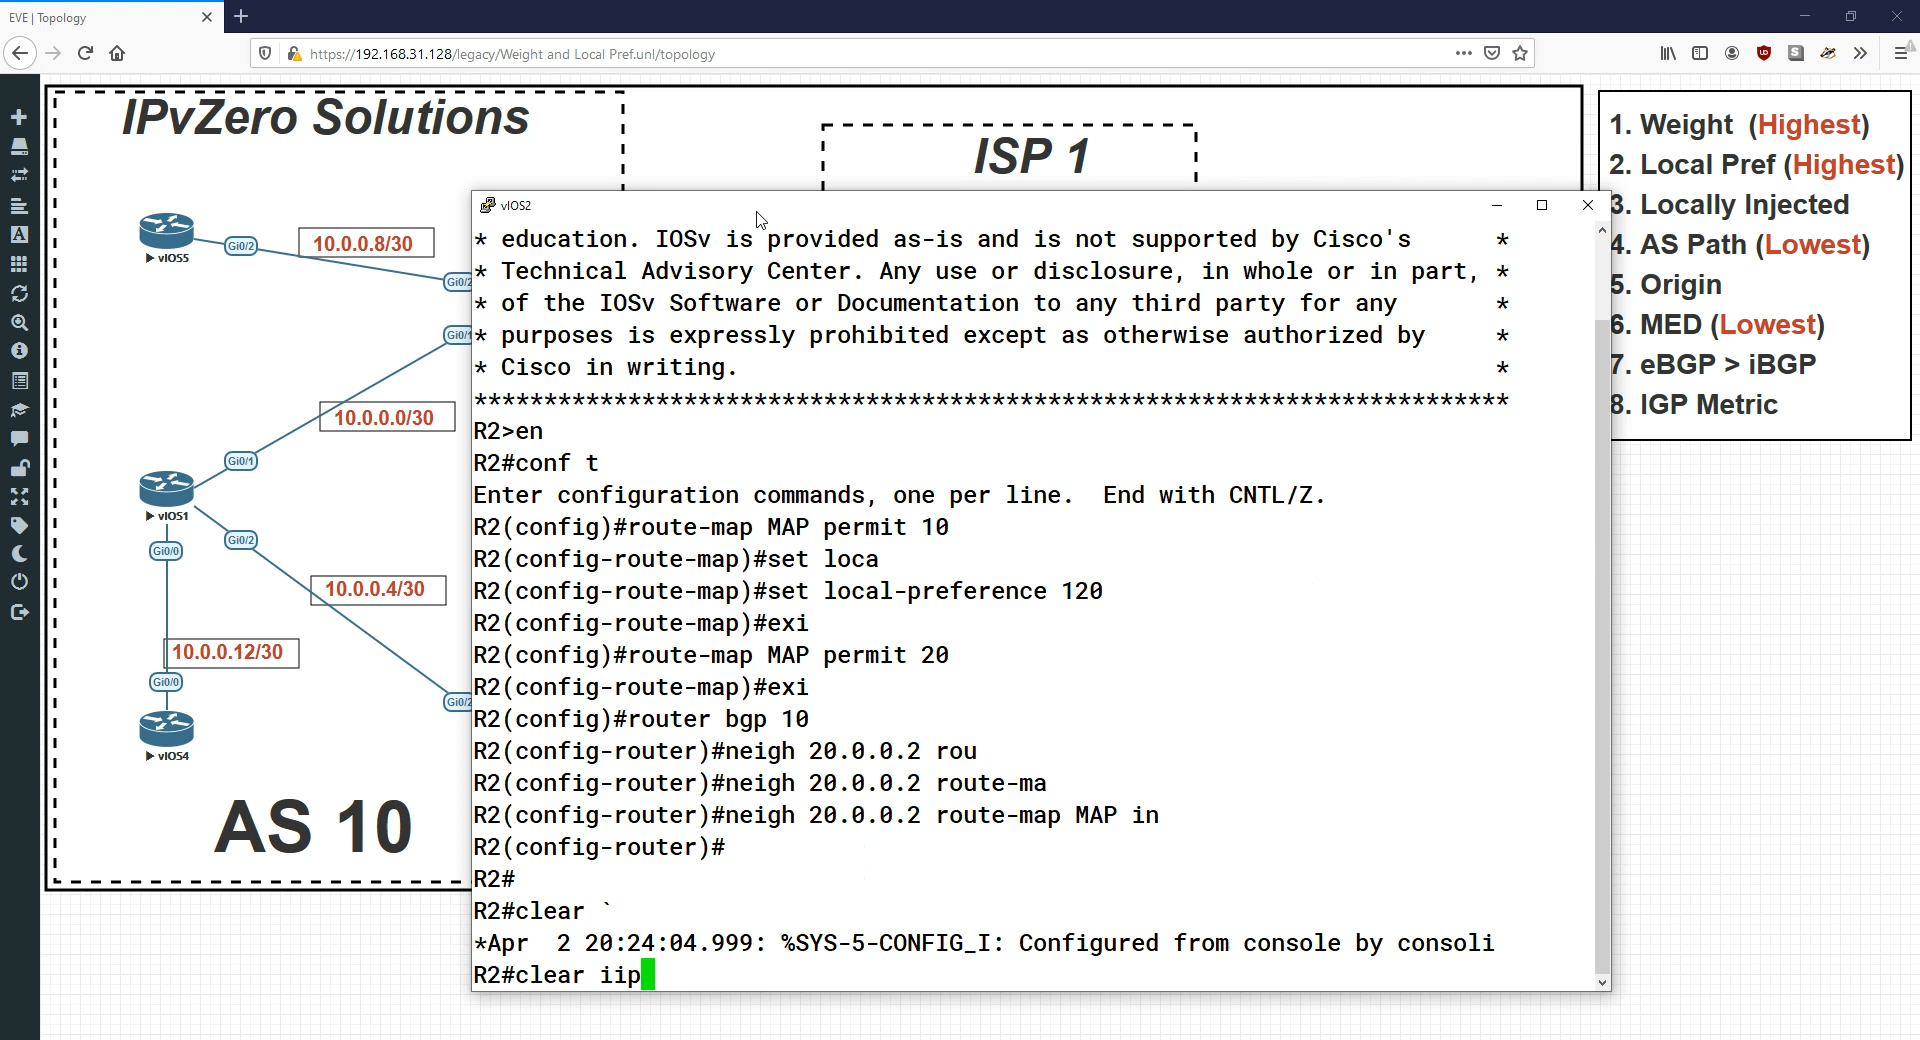 EVE | Topology
https://192.168.31.128/legacy/Weight and Local Pref.unl/topology
IPvZero Solutions
ISP 1
1. Weight (Highest)
2. Local Pref (Highest)
3. Locally Injected
4. AS Path (Lowest)
5. Origin
6. MED (Lowest)
7. eBGP > iBGP
8. IGP Metric
vIOS5
Gi0/2
10.0.0.8/30
Gi0/2
Gi0/1
10.0.0.0/30
Gi0/1
vIOS1
Gi0/0
Gi0/2
10.0.0.4/30
10.0.0.12/30
Gi0/0
Gi0/2
vIOS4
AS 10
vIOS2
* education. IOSv is provided as-is and is not supported by Cisco's *
* Technical Advisory Center. Any use or disclosure, in whole or in part, *
* of the IOSv Software or Documentation to any third party for any *
* purposes is expressly prohibited except as otherwise authorized by *
* Cisco in writing. *
**************************************************************************
R2>en
R2#conf t
Enter configuration commands, one per line.  End with CNTL/Z.
R2(config)#route-map MAP permit 10
R2(config-route-map)#set loca
R2(config-route-map)#set local-preference 120
R2(config-route-map)#exi
R2(config)#route-map MAP permit 20
R2(config-route-map)#exi
R2(config)#router bgp 10
R2(config-router)#neigh 20.0.0.2 rou
R2(config-router)#neigh 20.0.0.2 route-ma
R2(config-router)#neigh 20.0.0.2 route-map MAP in
R2(config-router)#
R2#
R2#clear `
*Apr  2 20:24:04.999: %SYS-5-CONFIG_I: Configured from console by consoli
R2#clear iip